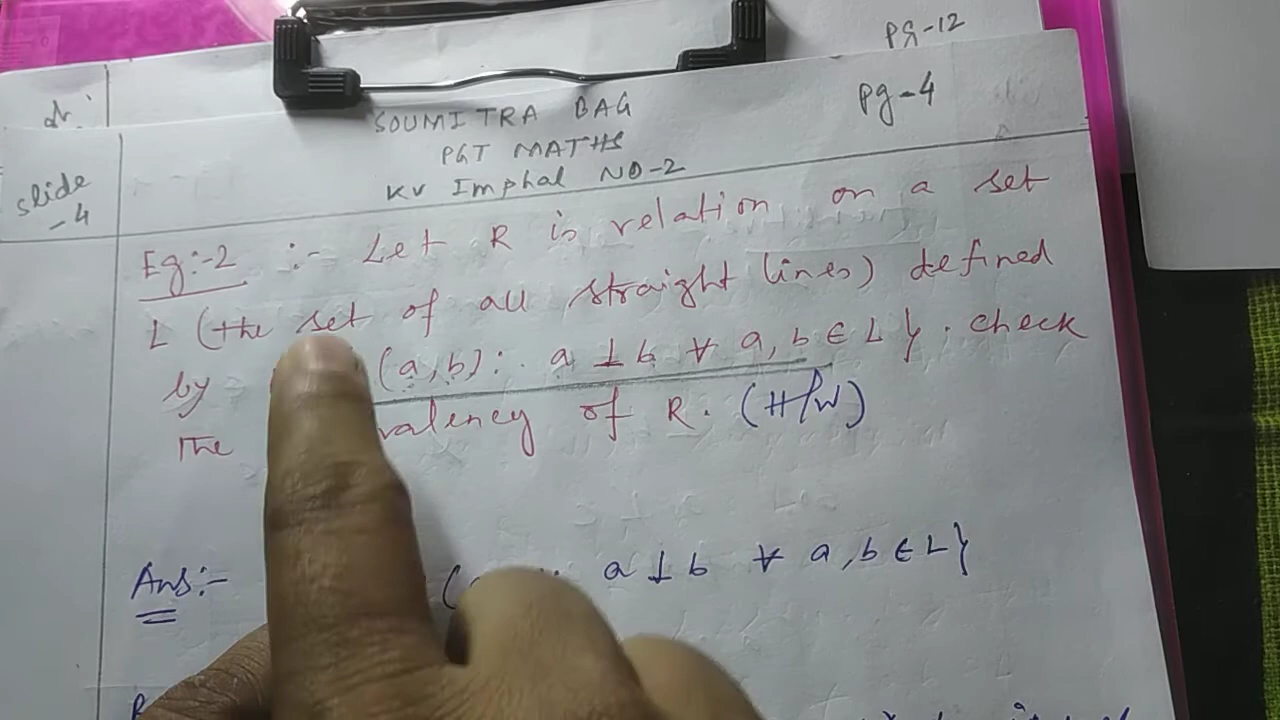 PG-12
SOUMITRA BAG
pg-4
PGT MATHS
KV Imphal NO-2
slide
-4
Eg:-2 :- Let R is relation on a set
L (the set of all straight lines) defined
by (a,b): a ⊥ b ∀ a, b ∈ L }. check
The valency of R. (H/W)
Ans:- a ⊥ b ∀ a, b ∈ L}